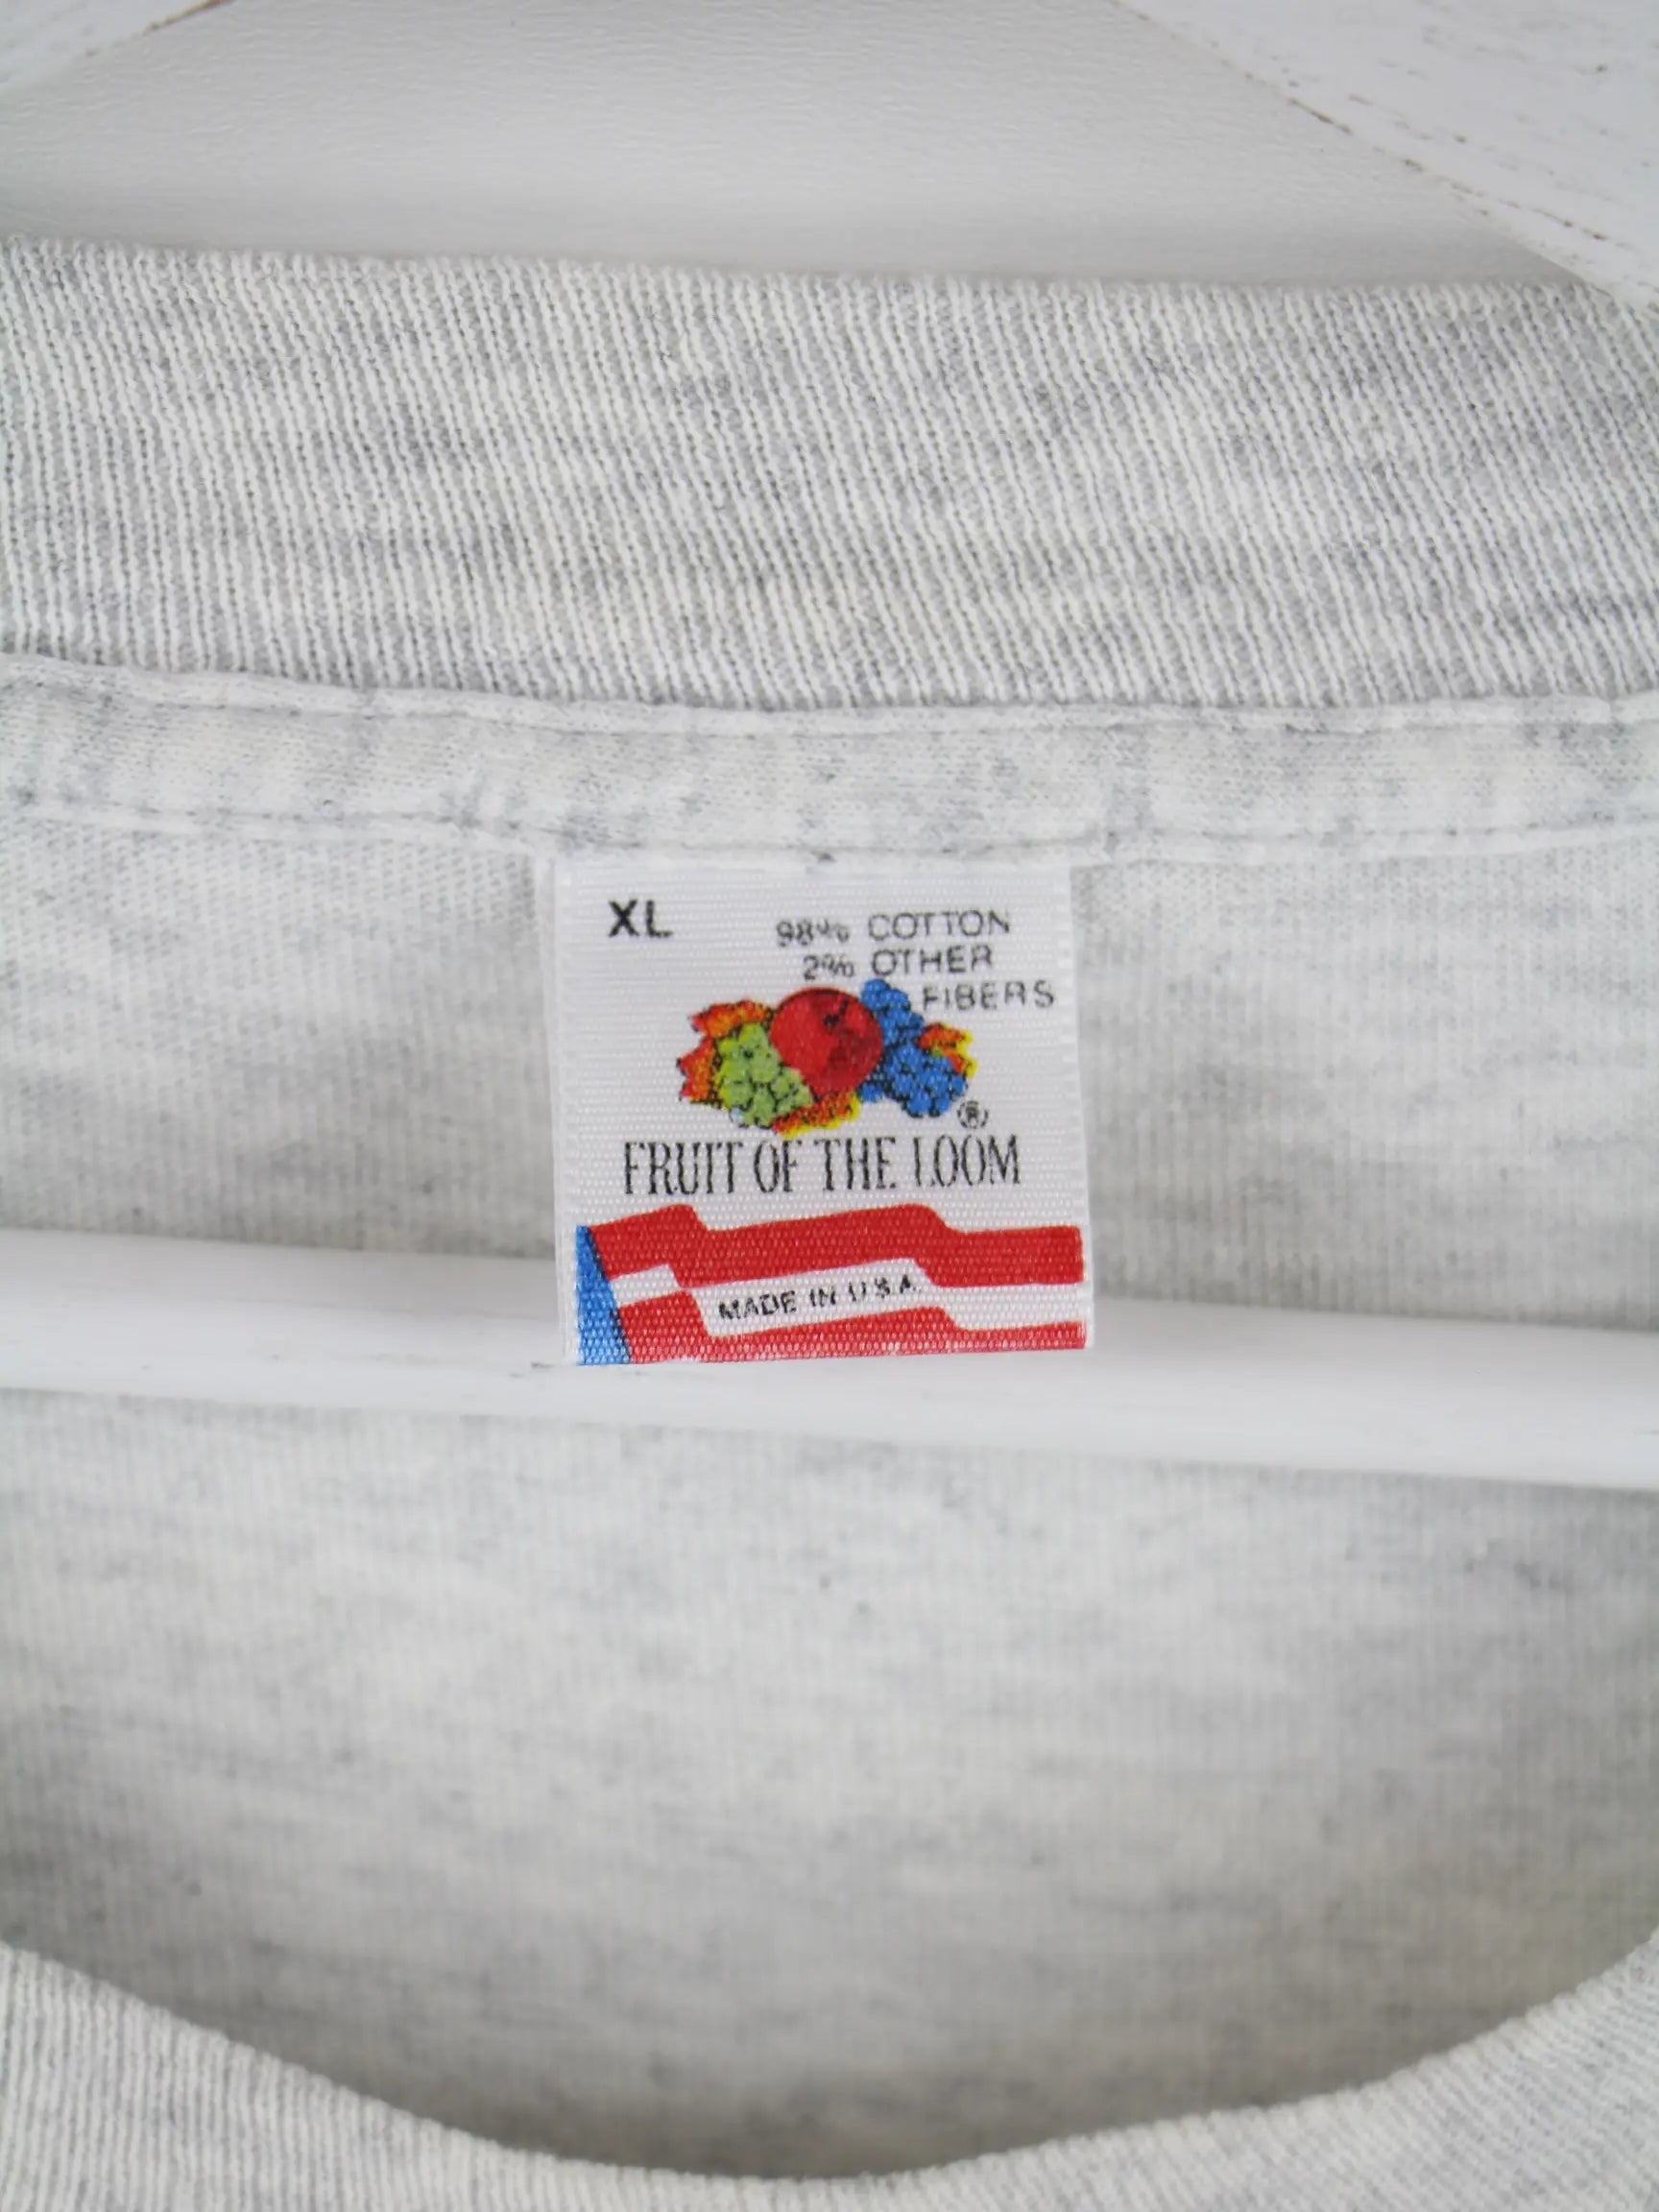 XL
98% COTTON
2% OTHER
FIBERS
®
FRUIT OF THE LOOM
MADE IN U.S.A.